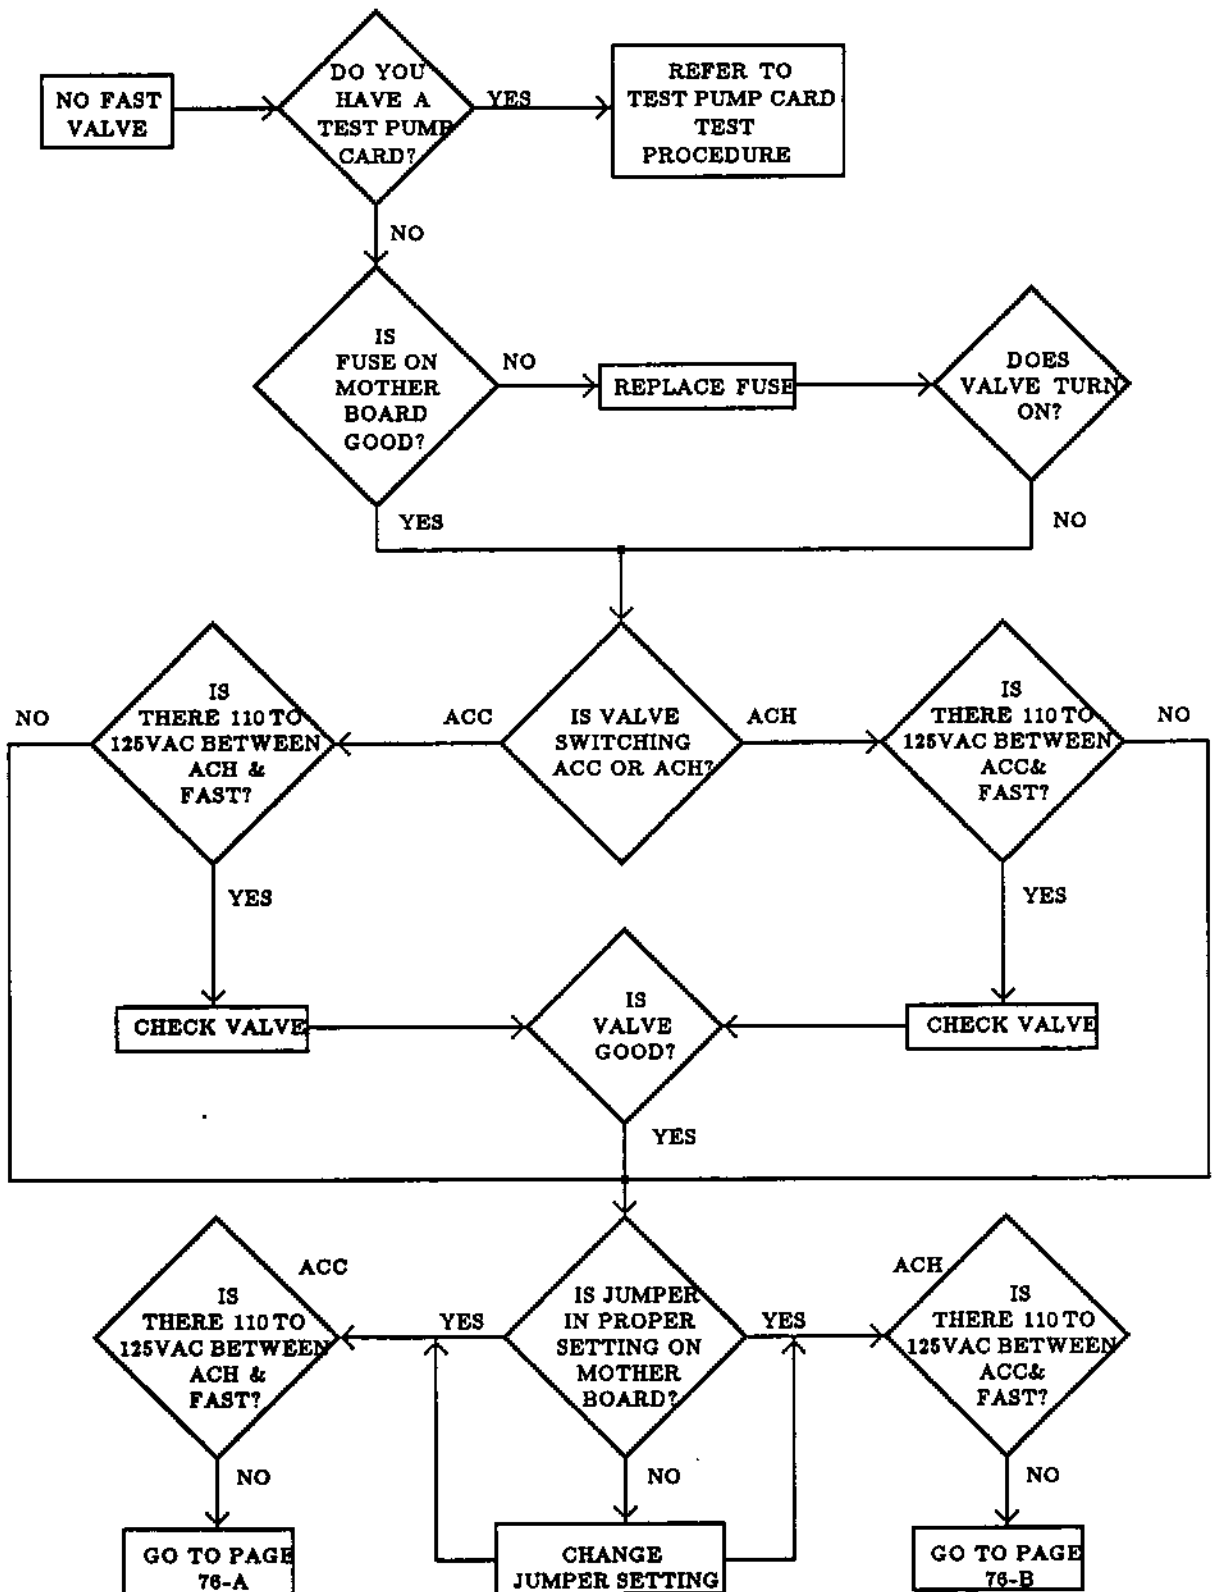 NO FAST
VALVE
DO YOU
HAVE A
TEST PUMP
CARD?
YES
REFER TO
TEST PUMP CARD
TEST
PROCEDURE
NO
IS
FUSE ON
MOTHER
BOARD
GOOD?
NO
REPLACE FUSE
DOES
VALVE TURN
ON?
YES
NO
NO
IS
THERE 110 TO
125VAC BETWEEN
ACH &
FAST?
ACC
IS VALVE
SWITCHING
ACC OR ACH?
ACH
IS
THERE 110 TO
125VAC BETWEEN
ACC&
FAST?
NO
YES
YES
CHECK VALVE
IS
VALVE
GOOD?
CHECK VALVE
YES
IS
THERE 110 TO
125VAC BETWEEN
ACH &
FAST?
ACC
YES
IS JUMPER
IN PROPER
SETTING ON
MOTHER
BOARD?
YES
ACH
IS
THERE 110 TO
125VAC BETWEEN
ACC&
FAST?
NO
NO
NO
GO TO PAGE
76-A
CHANGE
JUMPER SETTING
GO TO PAGE
76-B